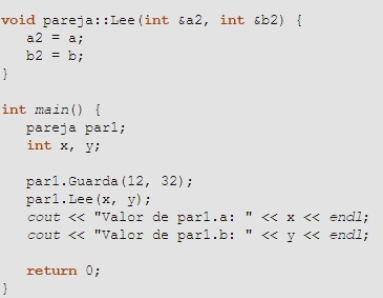 void pareja::Lee(int &a2, int &b2) {
a2 = a;
b2 = b;
}
int main() {
pareja par1;
int x, y;
par1.Guarda(12, 32);
par1.Lee(x, y);
cout << "Valor de par1.a: " << x << endl;
cout << "Valor de par1.b: " << y << endl;
return 0;
}